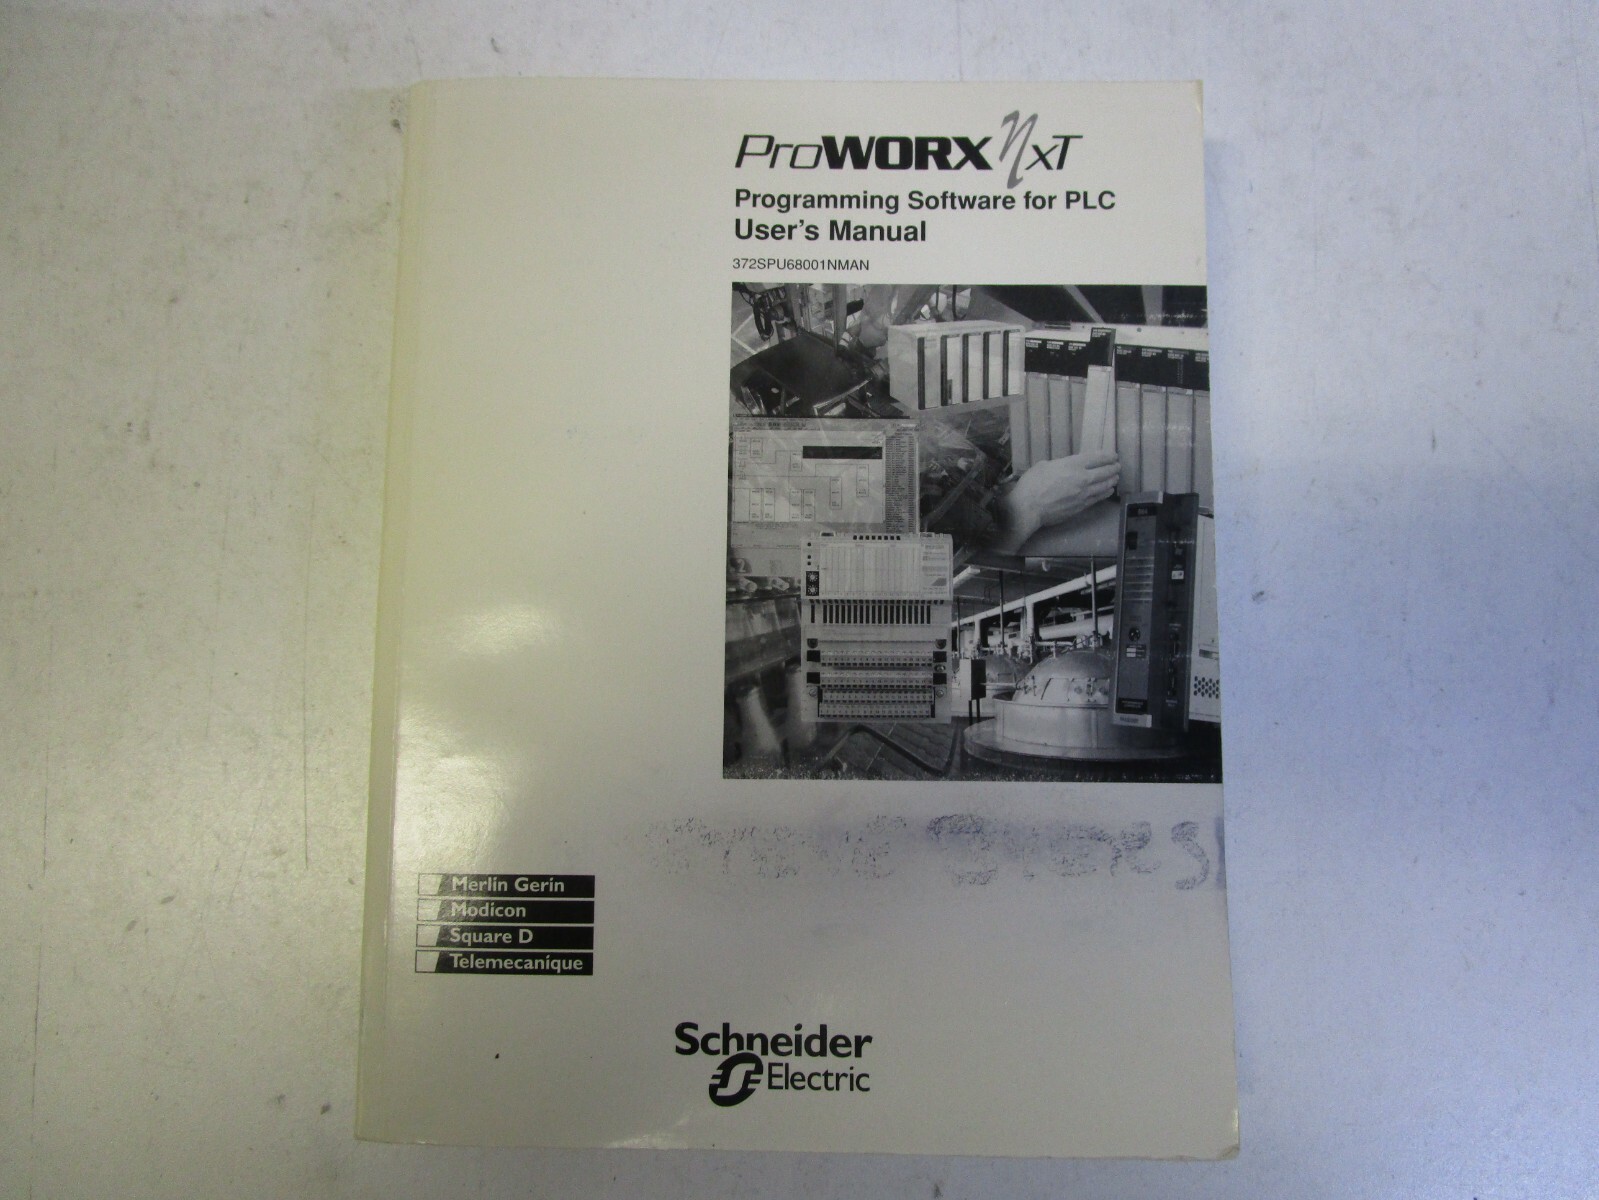 ProWORX NxT
Programming Software for PLC
User's Manual
372SPU68001NMAN
Merlin Gerin
Modicon
Square D
Telemecanique
Schneider
Electric